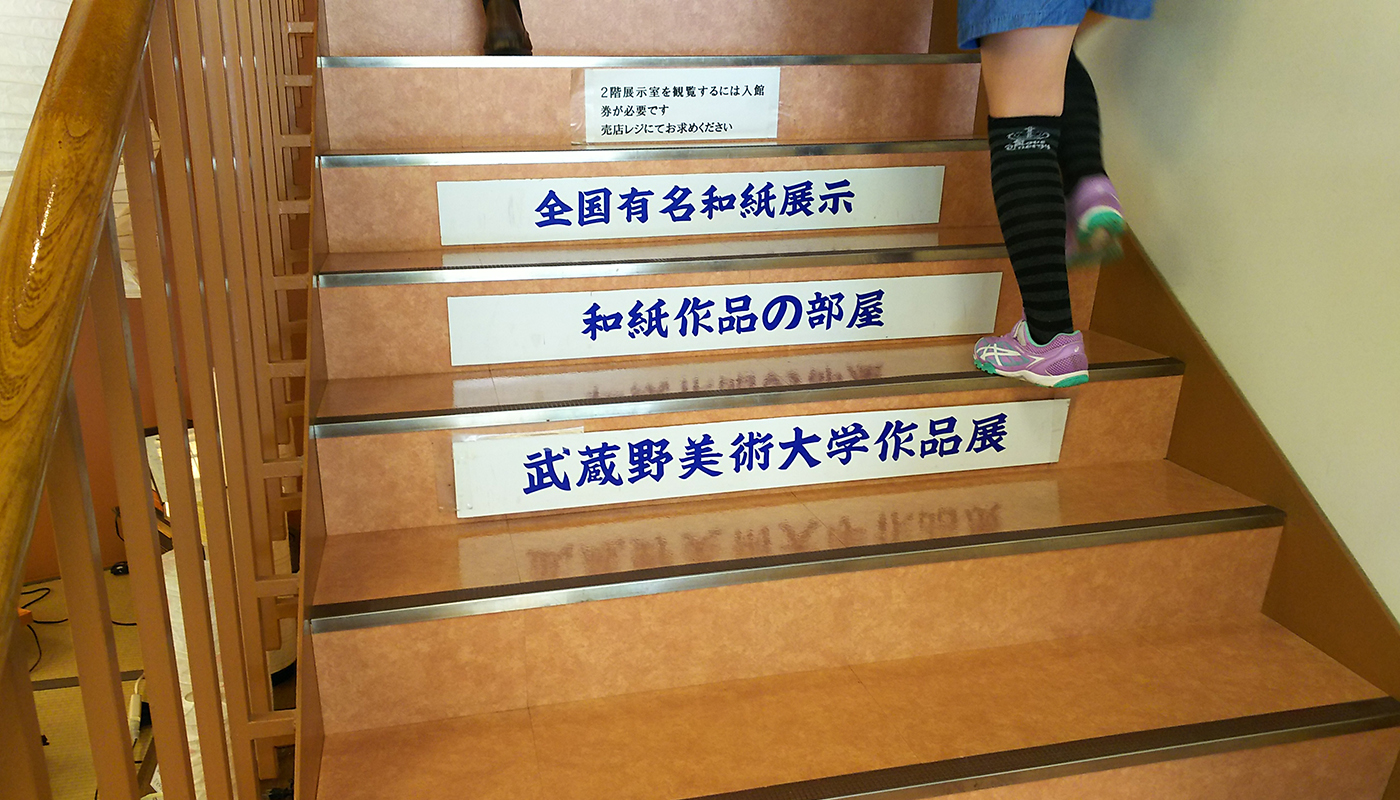 2階展示室を観覧するには入館
券が必要です
売店レジにてお求めください
全国有名和紙展示
和紙作品の部屋
武蔵野美術大学作品展